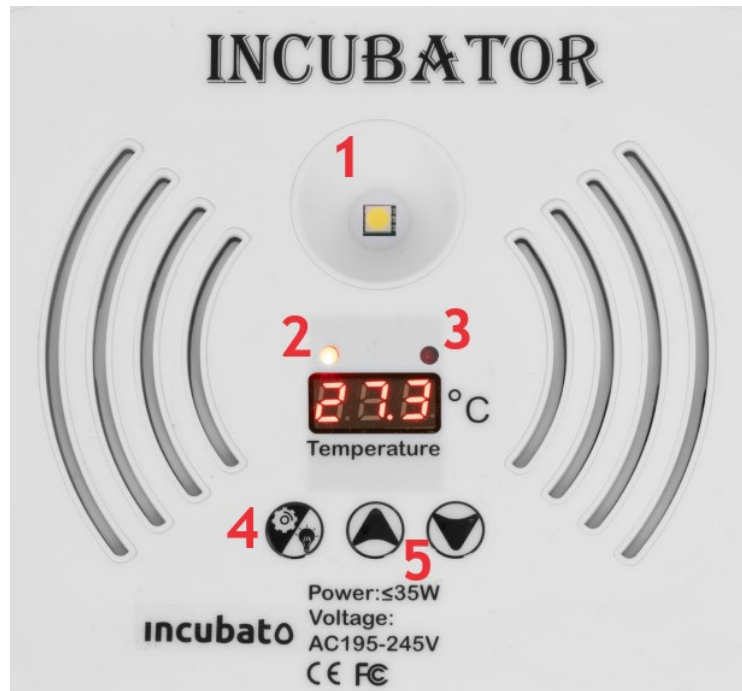 INCUBATOR
1
2
3
27.3 °C
Temperature
4
5
Power:≤35W
Voltage:
incubato AC195-245V
CE FC